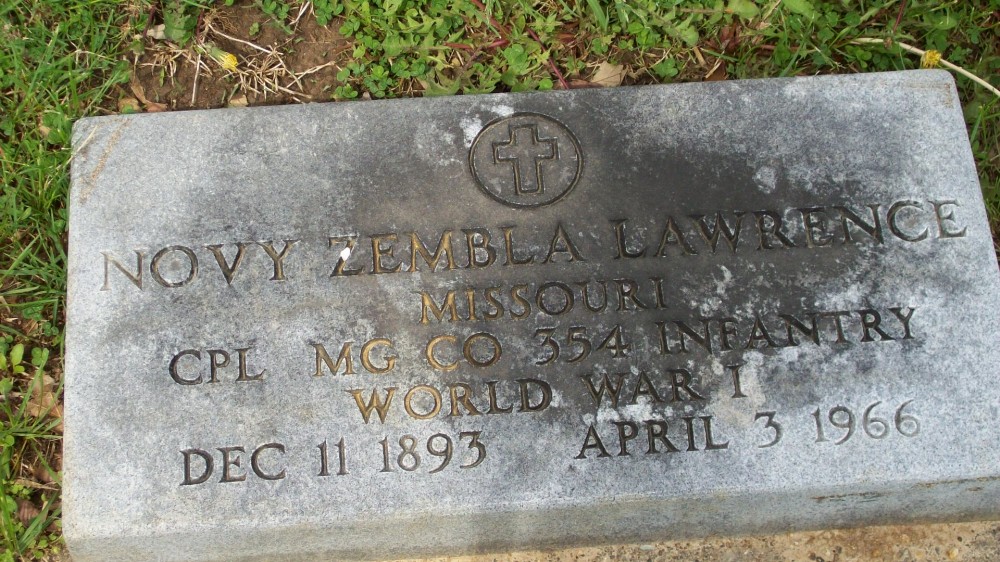 NOVY ZEMBLA LAWRENCE
MISSOURI
CPL MG CO 354 INFANTRY
WORLD WAR I
DEC 11 1893 APRIL 3 1966